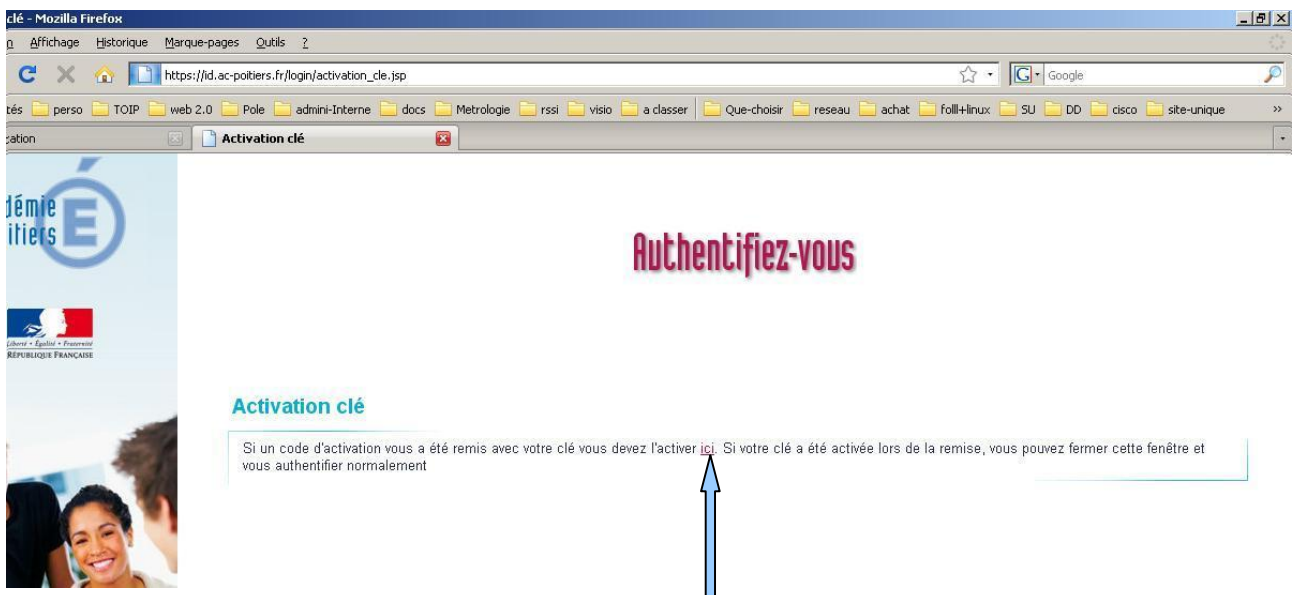 clé - Mozilla Firefox
Affichage Historique Marque-pages Outils ?
https://id.ac-poitiers.fr/login/activation_cle.jsp
G Google
tés perso TOIP web 2.0 Pole admini-Interne docs Metrologie rssi visio a classer Que-choisir reseau achat folll+linux SU DD cisco site-unique »
cation Activation clé
démie
itiers
É
Authentifiez-vous
Liberté • Égalité • Fraternité
RÉPUBLIQUE FRANÇAISE
Activation clé
Si un code d'activation vous a été remis avec votre clé vous devez l'activer ici. Si votre clé a été activée lors de la remise, vous pouvez fermer cette fenêtre et
vous authentifier normalement